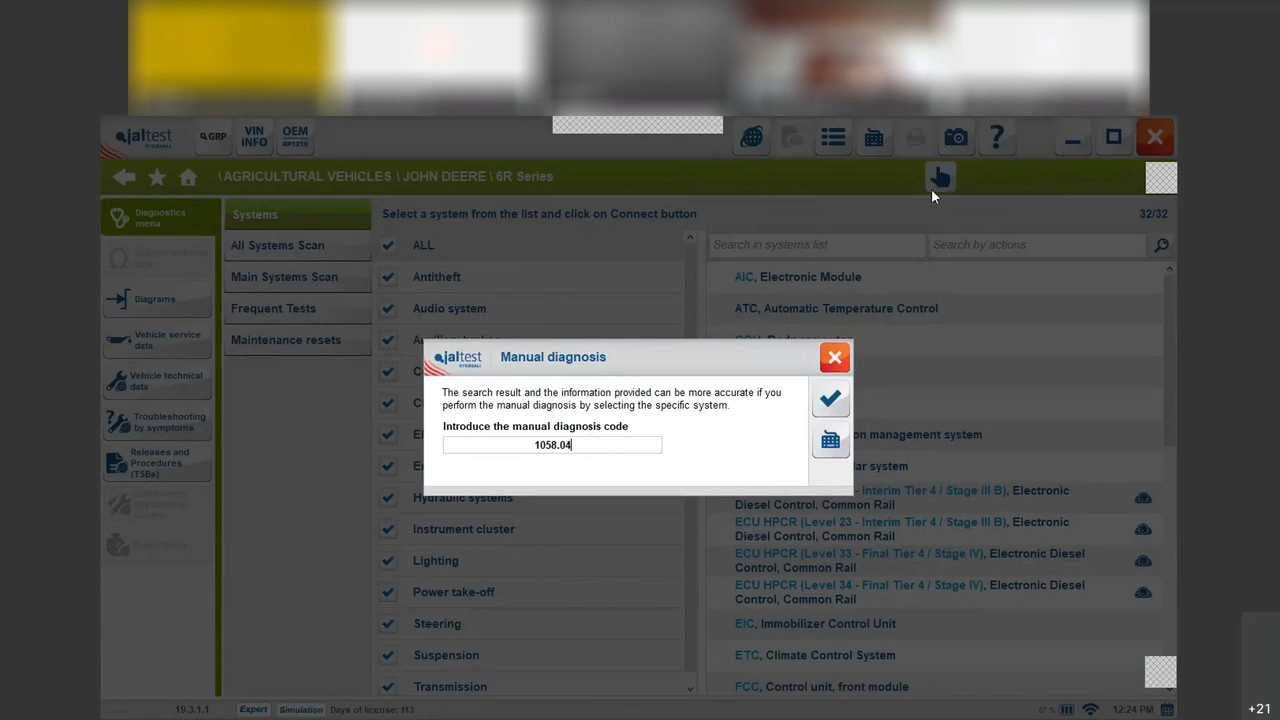 jaltest
BY COJALI
GRP
VIN
INFO
OEM
\ AGRICULTURAL VEHICLES \ JOHN DEERE \ 6R Series
Diagnostics
menu
Diagrams
Vehicle service
data
Vehicle technical
data
Troubleshooting
by symptoms
Releases and
Procedures
(TSBs)
Systems
All Systems Scan
Main Systems Scan
Frequent Tests
Maintenance resets
Select a system from the list and click on Connect button
32/32
ALL
Antitheft
Audio system
Hydraulic systems
Instrument cluster
Lighting
Power take-off
Steering
Suspension
Transmission
Search in systems list
Search by actions
AIC, Electronic Module
ATC, Automatic Temperature Control
on management system
ar system
- Interim Tier 4 / Stage III B), Electronic
Diesel Control, Common Rail
ECU HPCR (Level 23 - Interim Tier 4 / Stage III B), Electronic
Diesel Control, Common Rail
ECU HPCR (Level 33 - Final Tier 4 / Stage IV), Electronic Diesel
Control, Common Rail
ECU HPCR (Level 34 - Final Tier 4 / Stage IV), Electronic Diesel
Control, Common Rail
EIC, Immobilizer Control Unit
ETC, Climate Control System
FCC, Control unit, front module
jaltest
BY COJALI
Manual diagnosis
The search result and the information provided can be more accurate if you
perform the manual diagnosis by selecting the specific system.
Introduce the manual diagnosis code
1058.04
19.3.1.1
Expert
Simulation
Days of license: 113
67 %
12:24 PM
+21